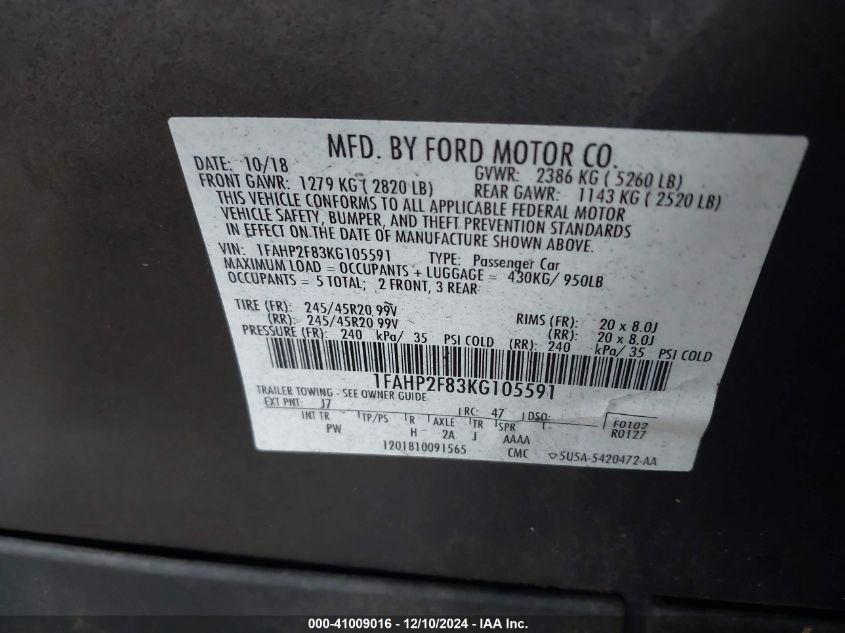 MFD. BY FORD MOTOR CO.
DATE: 10/18 GVWR: 2386 KG ( 5260 LB)
FRONT GAWR: 1279 KG ( 2820 LB) REAR GAWR: 1143 KG ( 2520 LB)
THIS VEHICLE CONFORMS TO ALL APPLICABLE FEDERAL MOTOR
VEHICLE SAFETY, BUMPER, AND THEFT PREVENTION STANDARDS
IN EFFECT ON THE DATE OF MANUFACTURE SHOWN ABOVE.
VIN: 1FAHP2F83KG105591 TYPE: Passenger Car
MAXIMUM LOAD = OCCUPANTS + LUGGAGE = 430KG/ 950LB
OCCUPANTS = 5 TOTAL; 2 FRONT, 3 REAR
TIRE (FR): 245/45R20 99V RIMS (FR): 20 x 8.0J
(RR): 245/45R20 99V (RR): 20 x 8.0J
PRESSURE (FR): 240 kPa/ 35 PSI COLD (RR): 240 kPa/ 35 PSI COLD
1FAHP2F83KG105591
TRAILER TOWING - SEE OWNER GUIDE
EXT PNT: J7 RC: 47 DSO: F0102
INT TR TP/PS R AXLE TR SPR R0127
PW H 2A J AAAA
1201810091565 CMC ▽5U5A-5420472-AA
000-41009016 - 12/10/2024 - IAA Inc.